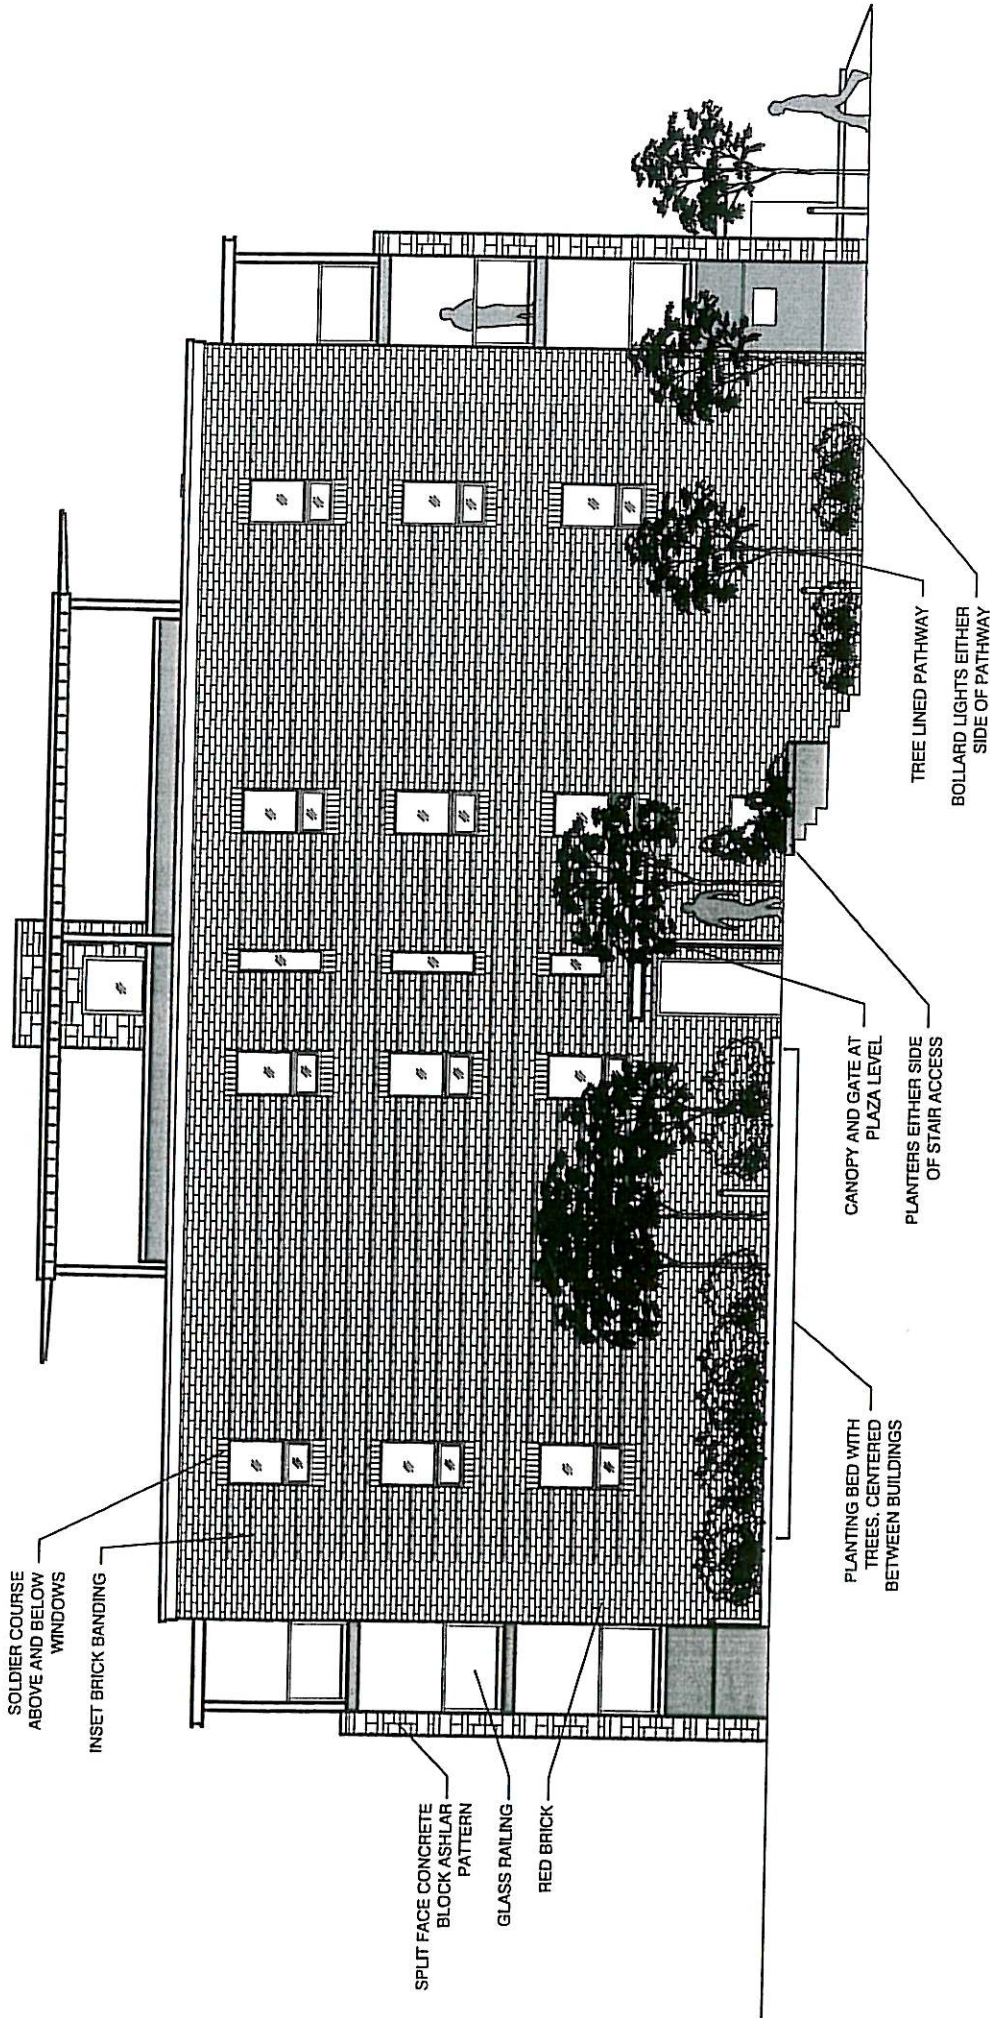 SOLDIER COURSE
ABOVE AND BELOW
WINDOWS
INSET BRICK BANDING
SPLIT FACE CONCRETE
BLOCK ASHLAR
PATTERN
GLASS RAILING
RED BRICK
PLANTING BED WITH
TREES. CENTERED
BETWEEN BUILDINGS
CANOPY AND GATE AT
PLAZA LEVEL
PLANTERS EITHER SIDE
OF STAIR ACCESS
TREE LINED PATHWAY
BOLLARD LIGHTS EITHER
SIDE OF PATHWAY